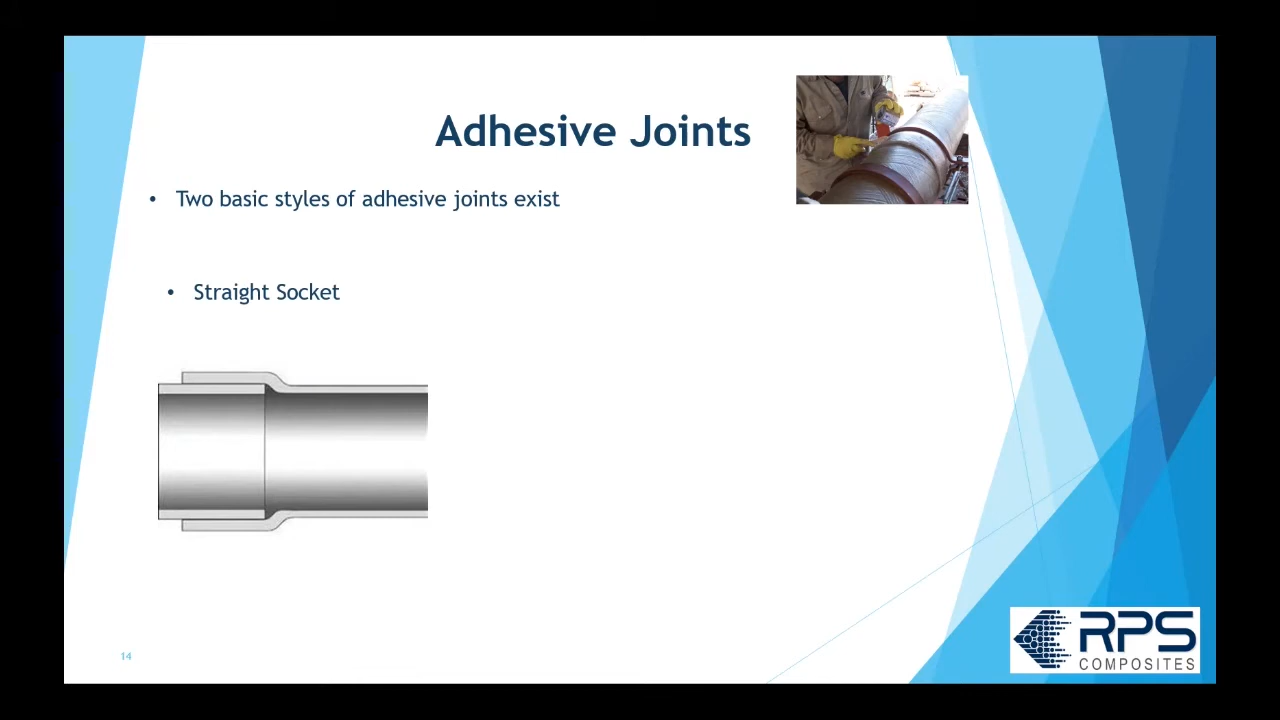 Adhesive Joints
• Two basic styles of adhesive joints exist
• Straight Socket
14
RPS
COMPOSITES